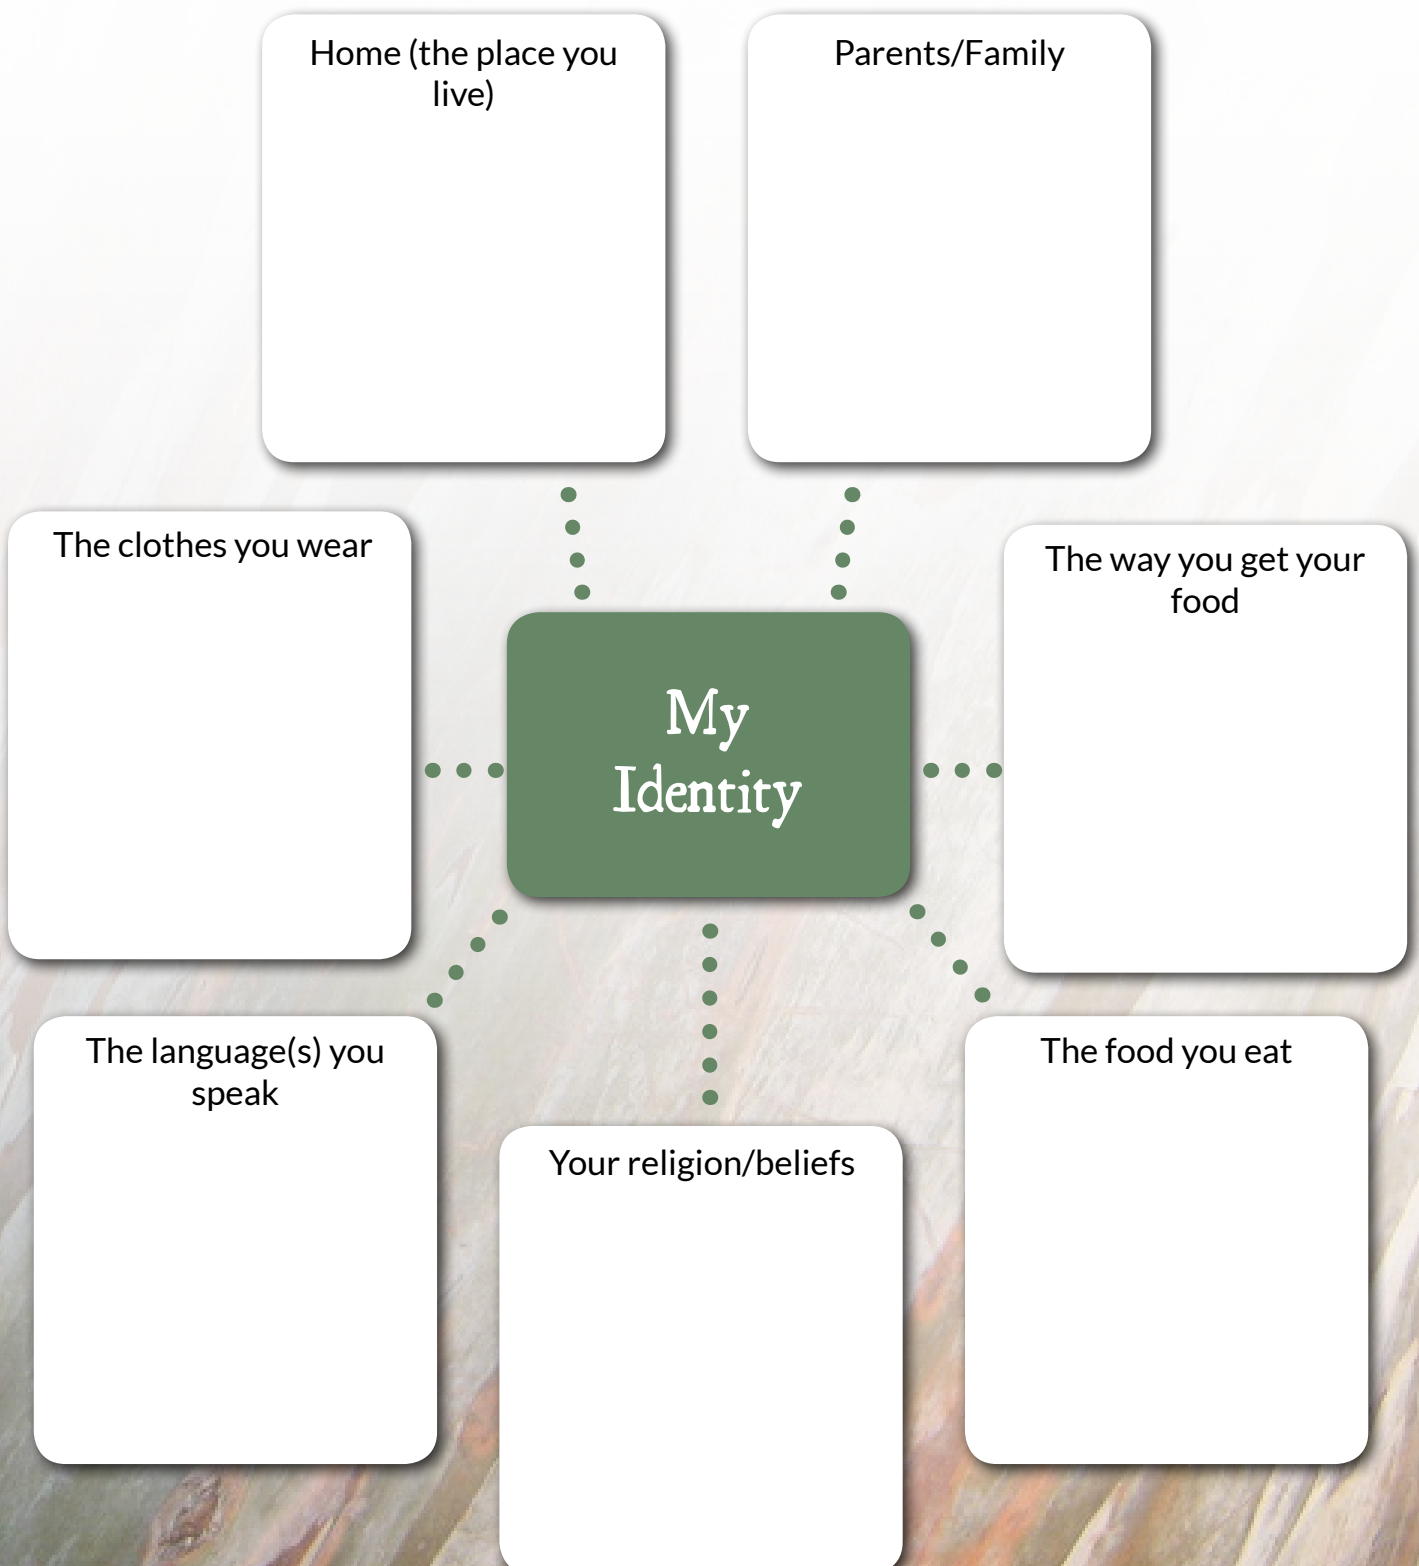 Home (the place you
live)
Parents/Family
The clothes you wear
The way you get your
food
My
Identity
The language(s) you
speak
Your religion/beliefs
The food you eat